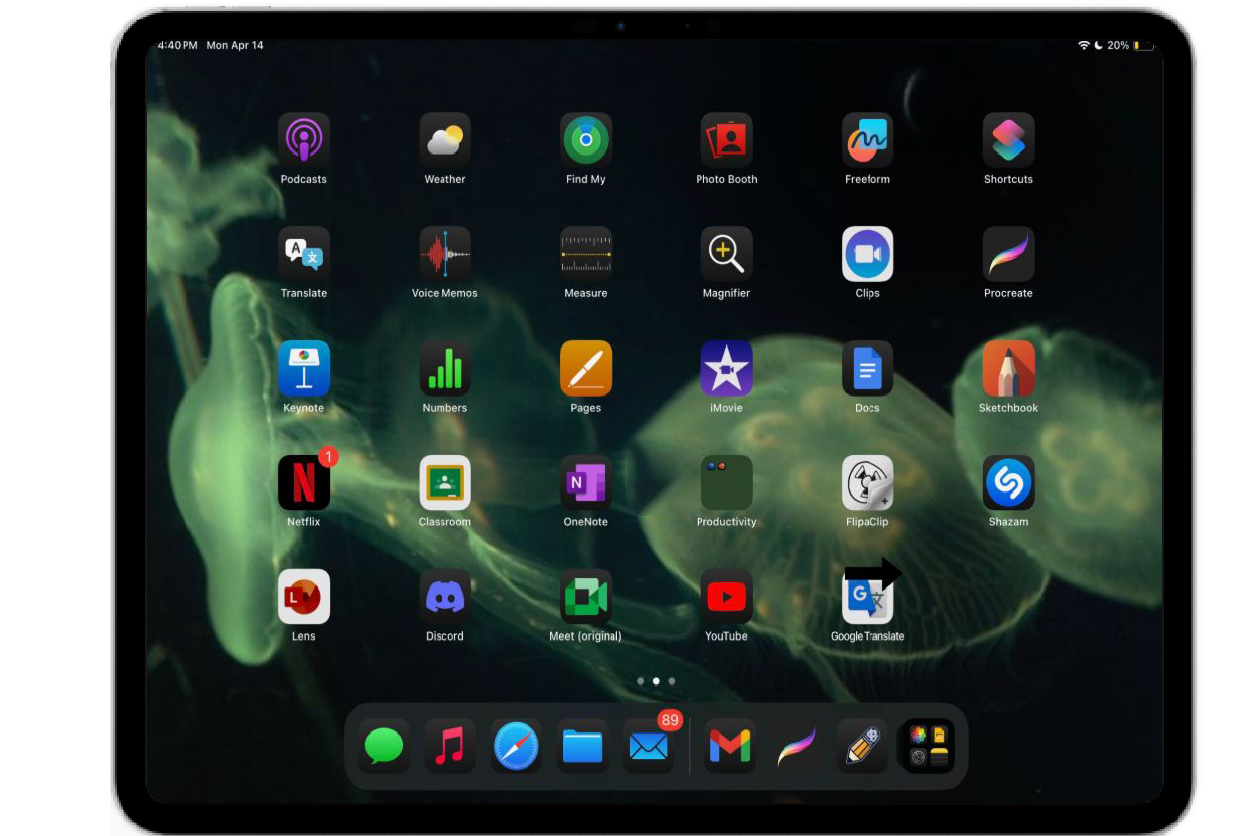 4:40 PM Mon Apr 14
20%
Podcasts Weather Find My Photo Booth Freeform Shortcuts
A 文
Translate Voice Memos Measure Magnifier Clips Procreate
Keynote Numbers Pages iMovie Docs Sketchbook
1
N N
Netflix Classroom OneNote Productivity FlipaClip Shazam
L G 文
Lens Discord Meet (original) YouTube Google Translate
89